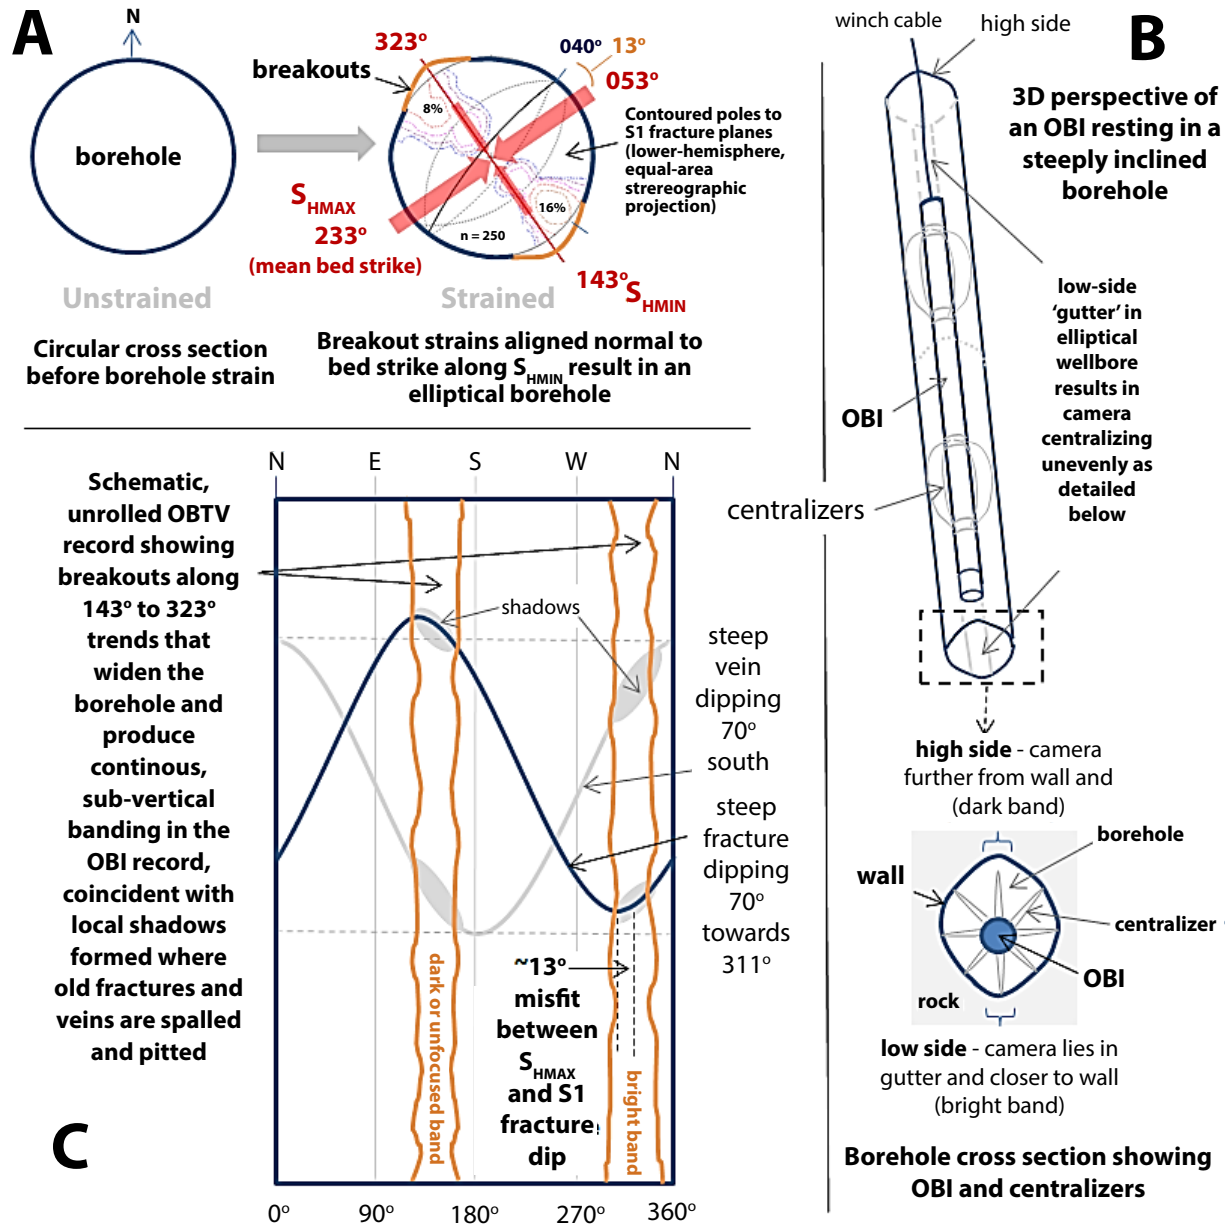 A
N
borehole
Unstrained
Circular cross section
before borehole strain
323º
breakouts
040º
13º
053º
8%
16%
n = 250
Contoured poles to
S1 fracture planes
(lower-hemisphere,
equal-area
strereographic
projection)
SHMAX
233º
(mean bed strike)
143º SHMIN
Strained
Breakout strains aligned normal to
bed strike along SHMIN result in an
elliptical borehole
B
winch cable
high side
3D perspective of
an OBI resting in a
steeply inclined
borehole
low-side
‘gutter’ in
elliptical
wellbore
results in
camera
centralizing
unevenly as
detailed
below
OBI
centralizers
high side - camera
further from wall and
(dark band)
borehole
wall
centralizer
OBI
rock
low side - camera lies in
gutter and closer to wall
(bright band)
Borehole cross section showing
OBI and centralizers
C
Schematic,
unrolled OBTV
record showing
breakouts along
143º to 323º
trends that
widen the
borehole and
produce
continous,
sub-vertical
banding in the
OBI record,
coincident with
local shadows
formed where
old fractures and
veins are spalled
and pitted
N E S W N
shadows
steep
vein
dipping
70º
south
steep
fracture
dipping
70º
towards
311º
dark or unfocused band
~13º
misfit
between
SHMAX
and S1
fracture
dip
bright band
0º 90º 180º 270º 360º